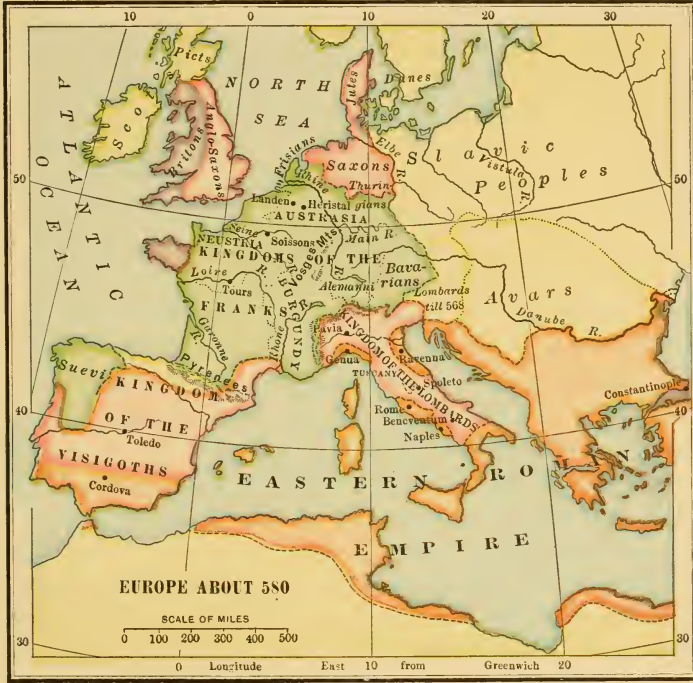 10
0
10
20
30
Picts
NORTH
SEA
Danes
Jutes
ATLANTIC
OCEAN
Scots
Britons
Anglo-Saxons
Frisians
Saxons
Thurin-
gians
Elbe R.
Slavic
Peoples
Vistula
R.
50
50
Rhine
Landen
Heristal
AUSTRASIA
Seine
NEUSTRIA
Soissons
Vosges Mts.
Main R.
KINGDOMS OF THE
FRANKS
Loire
R.
Tours
BURGUNDY
R.
Alemanni
Bava-
rians
Lombards
till 568
Avars
Danube R.
Garonne
R.
Rhone
Pavia
KINGDOM OF THE LOMBARDS
Genua
Ravenna
TUSCANY
Spoleto
Rome
Beneventum
Naples
Constantinople
Suevi
Pyrenees
KINGDOM
OF THE
VISIGOTHS
Toledo
Cordova
40
40
EASTERN ROMAN
EMPIRE
EUROPE ABOUT 580
SCALE OF MILES
0 100 200 300 400 500
30
30
0 Longitude East 10 from Greenwich 20